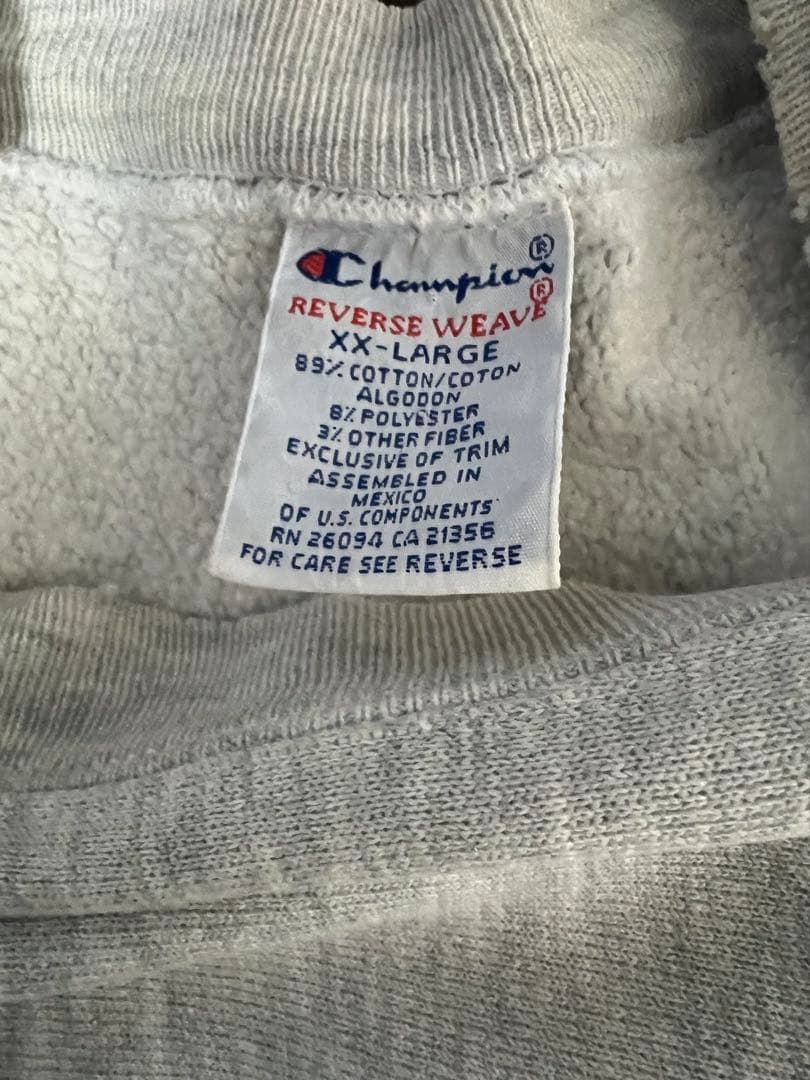 Champion ®
REVERSE WEAVE ®
XX-LARGE
89% COTTON/COTON
ALGODON
8% POLYESTER
3% OTHER FIBER
EXCLUSIVE OF TRIM
ASSEMBLED IN
MEXICO
OF U.S. COMPONENTS
RN 26094 CA 21356
FOR CARE SEE REVERSE